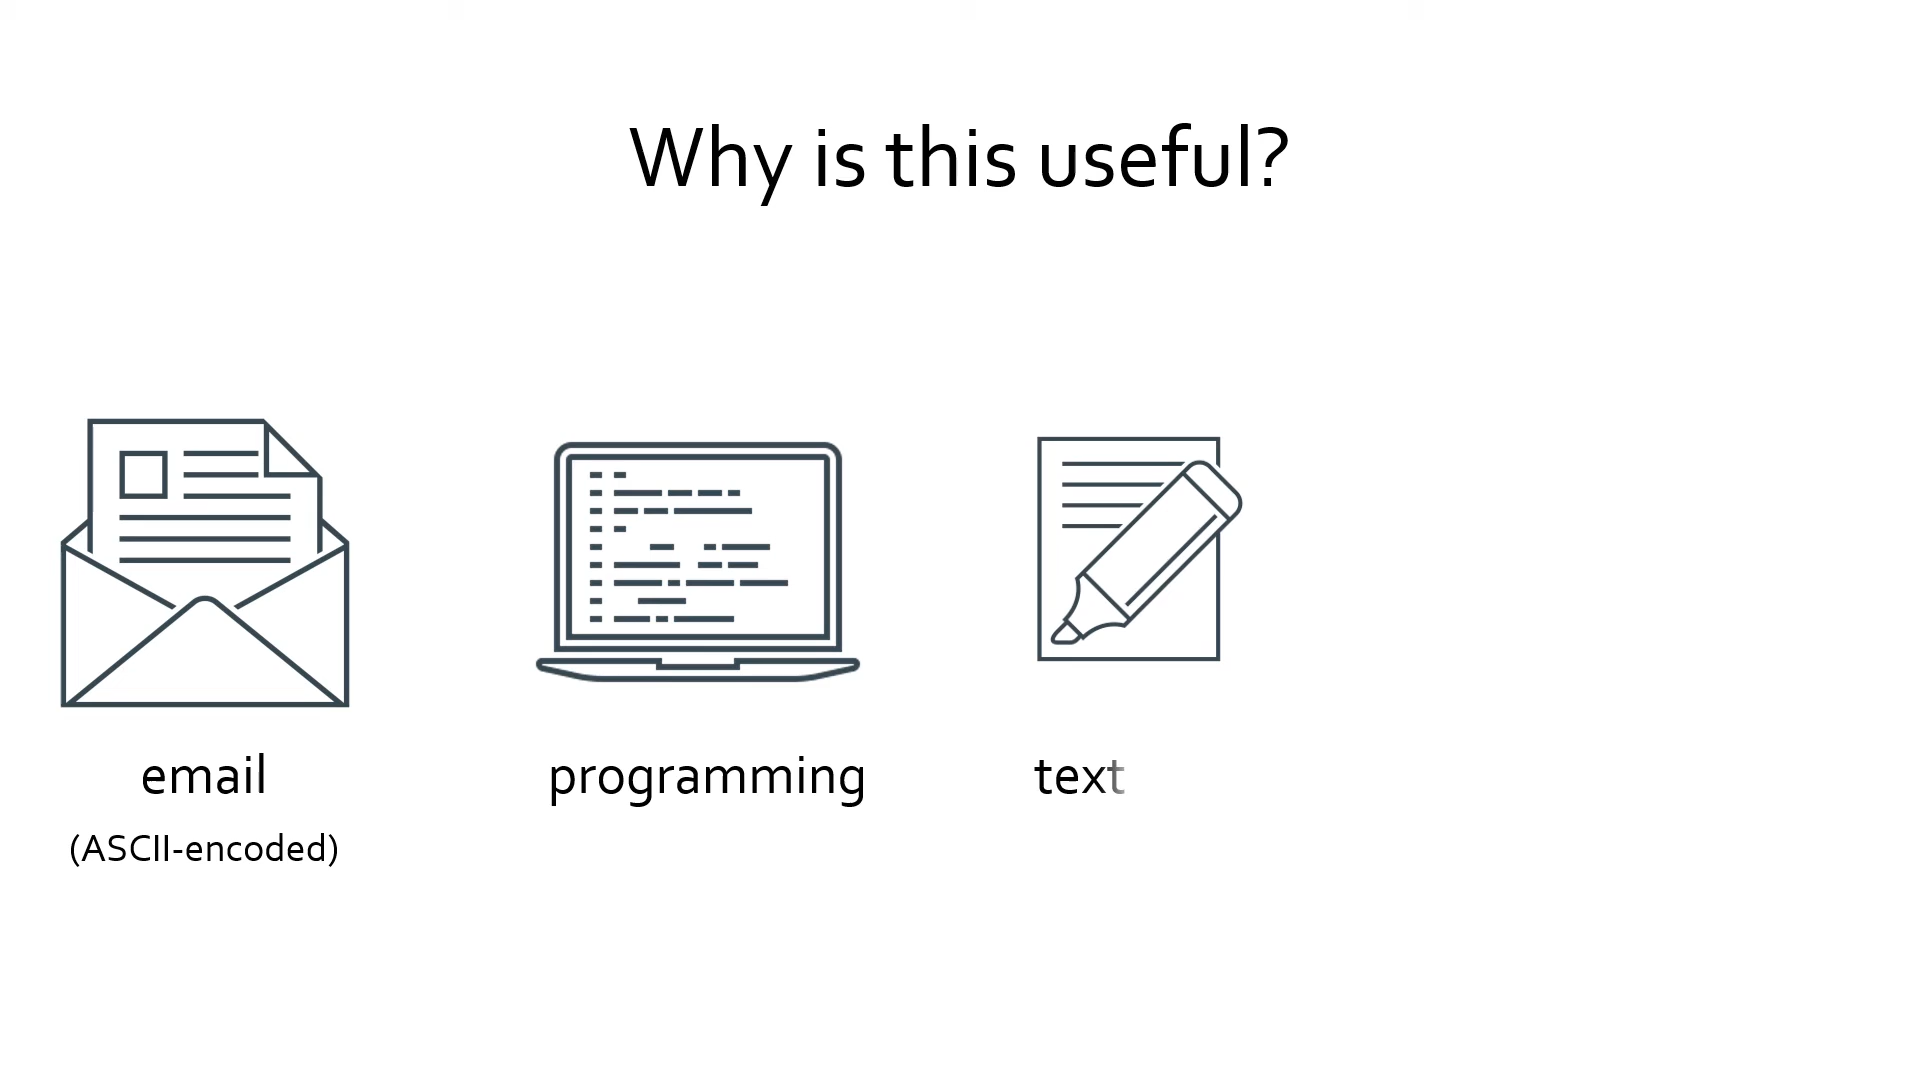 Why is this useful?
email
(ASCII-encoded)
programming
text